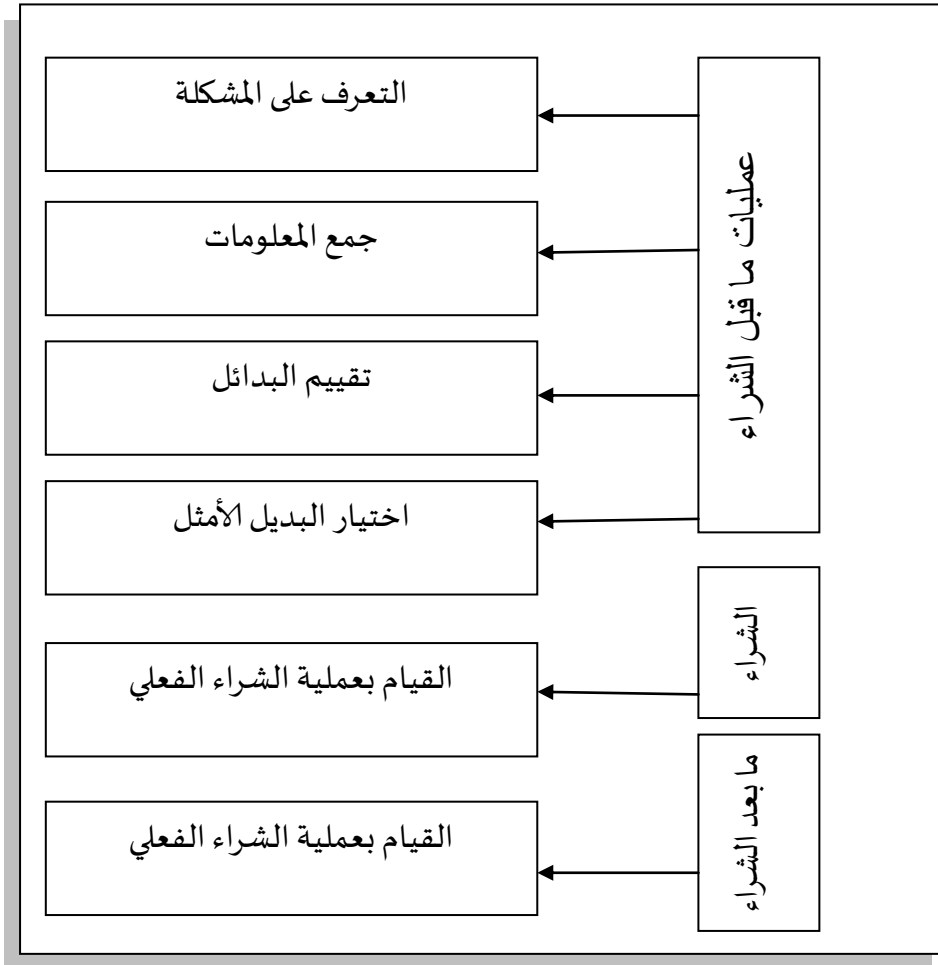 عمليات ما قبل الشراء
التعرف على المشكلة
جمع المعلومات
تقييم البدائل
اختيار البديل الأمثل
الشراء
القيام بعملية الشراء الفعلي
ما بعد الشراء
القيام بعملية الشراء الفعلي